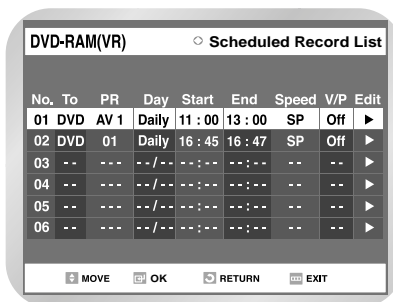 DVD-RAM(VR) Scheduled Record List
No. To PR Day Start End Speed V/P Edit
01 DVD AV 1 Daily 11 : 00 13 : 00 SP Off ►
02 DVD 01 Daily 16 : 45 16 : 47 SP Off ►
03 - - - - - - - / - - - - : - - - - : - - - - - - ►
04 - - - - - - - / - - - - : - - - - : - - - - - - ►
05 - - - - - - - / - - - - : - - - - : - - - - - - ►
06 - - - - - - - / - - - - : - - - - : - - - - - - ►
MOVE OK RETURN EXIT